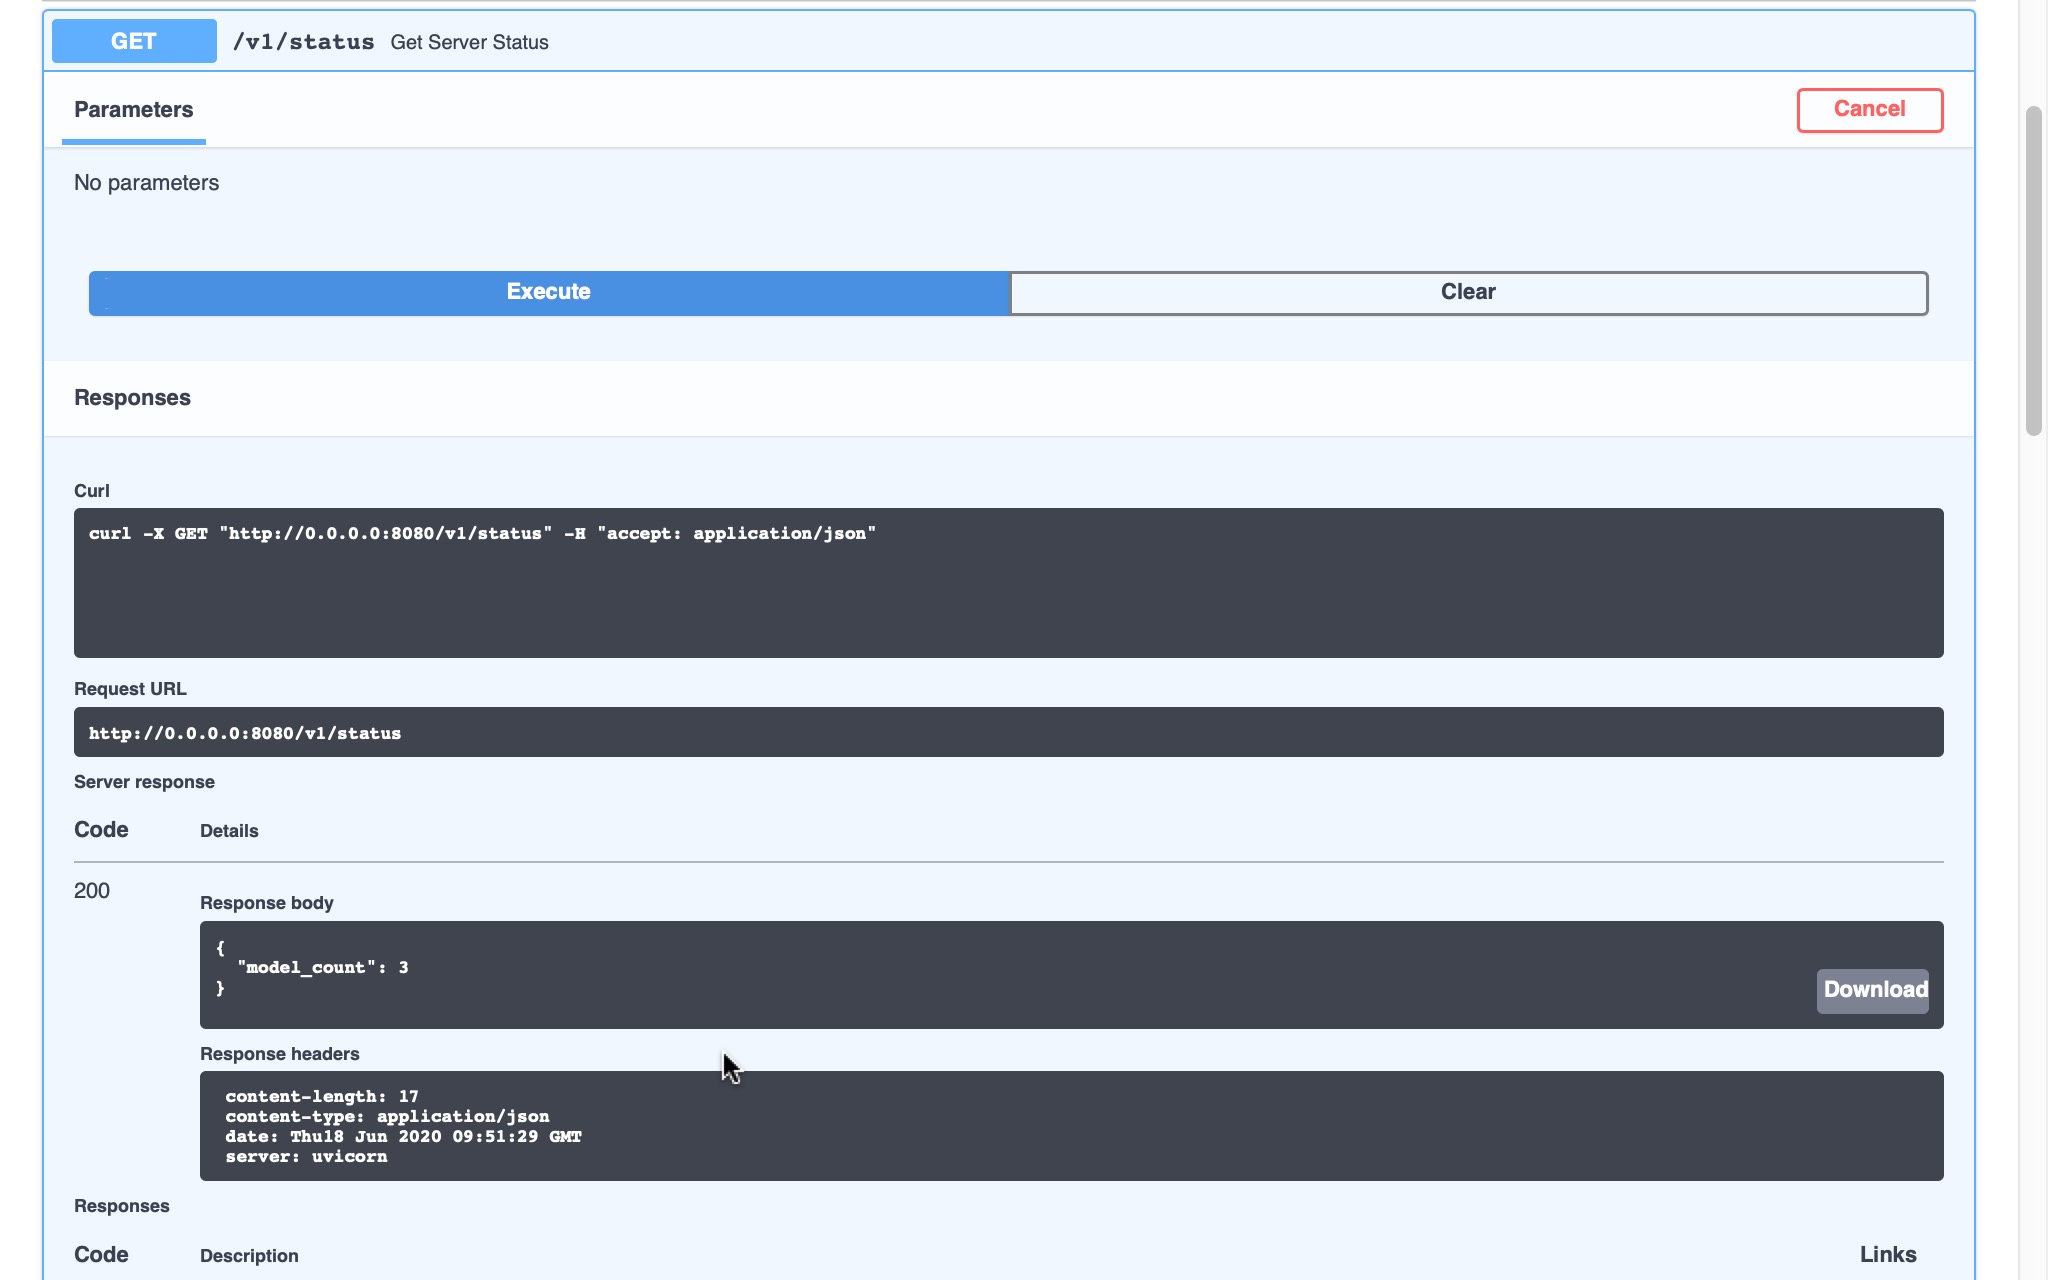 GET /v1/status Get Server Status
Parameters
Cancel
No parameters
Execute
Clear
Responses
Curl
curl -X GET "http://0.0.0.0:8080/v1/status" -H "accept: application/json"
Request URL
http://0.0.0.0:8080/v1/status
Server response
Code Details
200
Response body
{
"model_count": 3
}
Download
Response headers
content-length: 17
content-type: application/json
date: Thu18 Jun 2020 09:51:29 GMT
server: uvicorn
Responses
Code Description Links